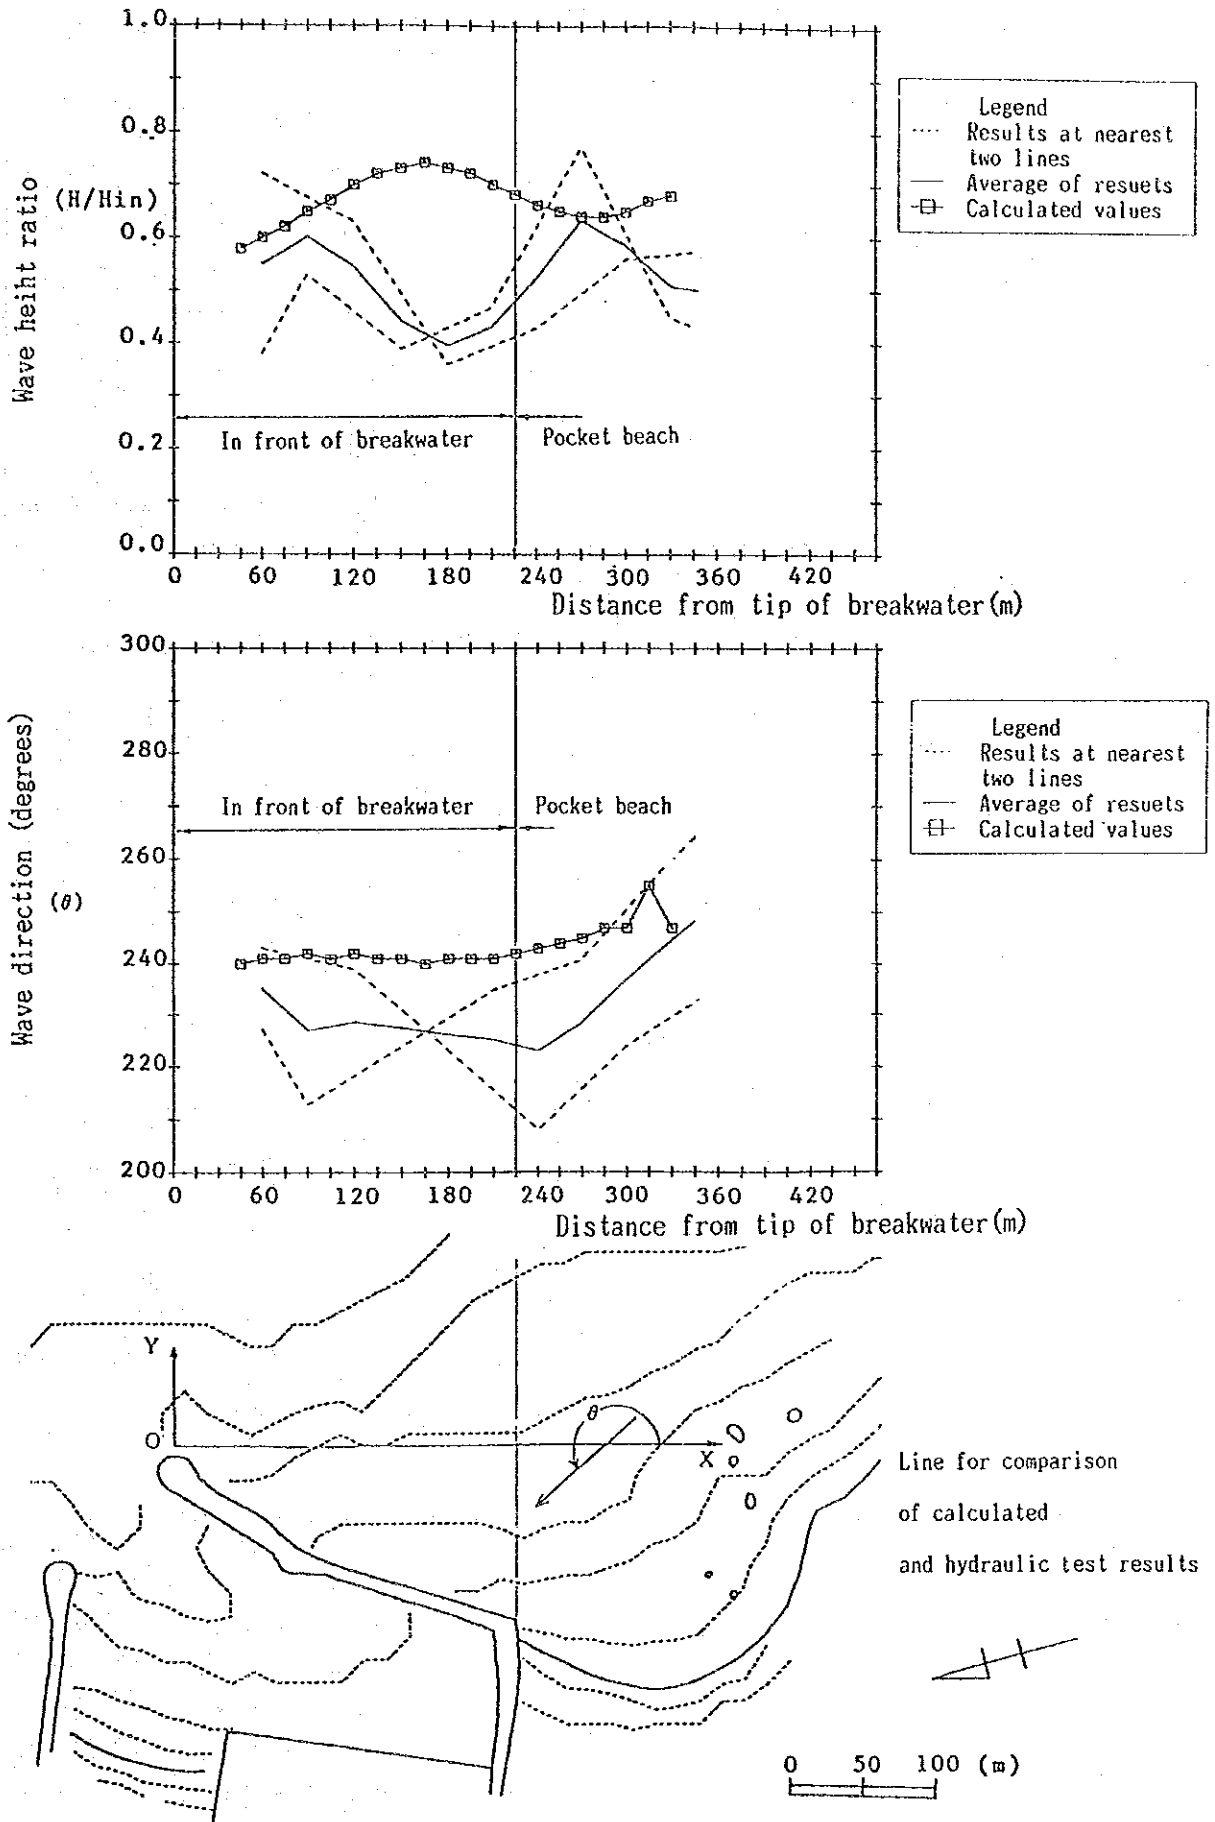 1.0
0.8
0.6
0.4
0.2
0.0
Wave heiht ratio
(H/Hin)
Legend
Results at nearest
two lines
Average of resuets
Calculated values
In front of breakwater
Pocket beach
0 60 120 180 240 300 360 420
Distance from tip of breakwater(m)
300
280
260
240
220
200
Wave direction (degrees)
(θ)
Legend
Results at nearest
two lines
Average of resuets
Calculated values
In front of breakwater
Pocket beach
0 60 120 180 240 300 360 420
Distance from tip of breakwater(m)
Y
O
θ
X
Line for comparison
of calculated
and hydraulic test results
0 50 100 (m)